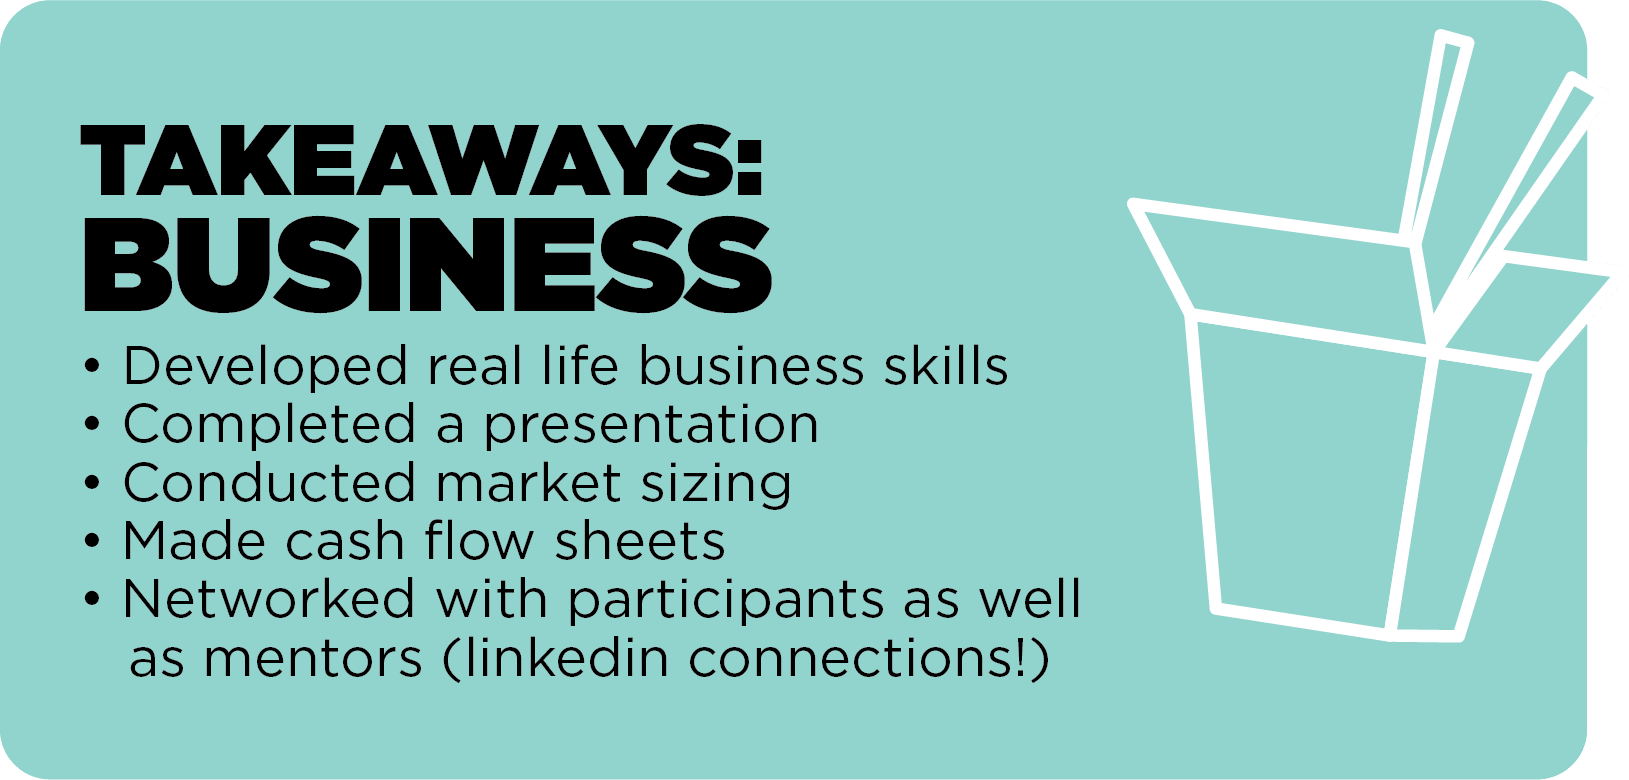 TAKEAWAYS:
BUSINESS
• Developed real life business skills
• Completed a presentation
• Conducted market sizing
• Made cash flow sheets
• Networked with participants as well
as mentors (linkedin connections!)